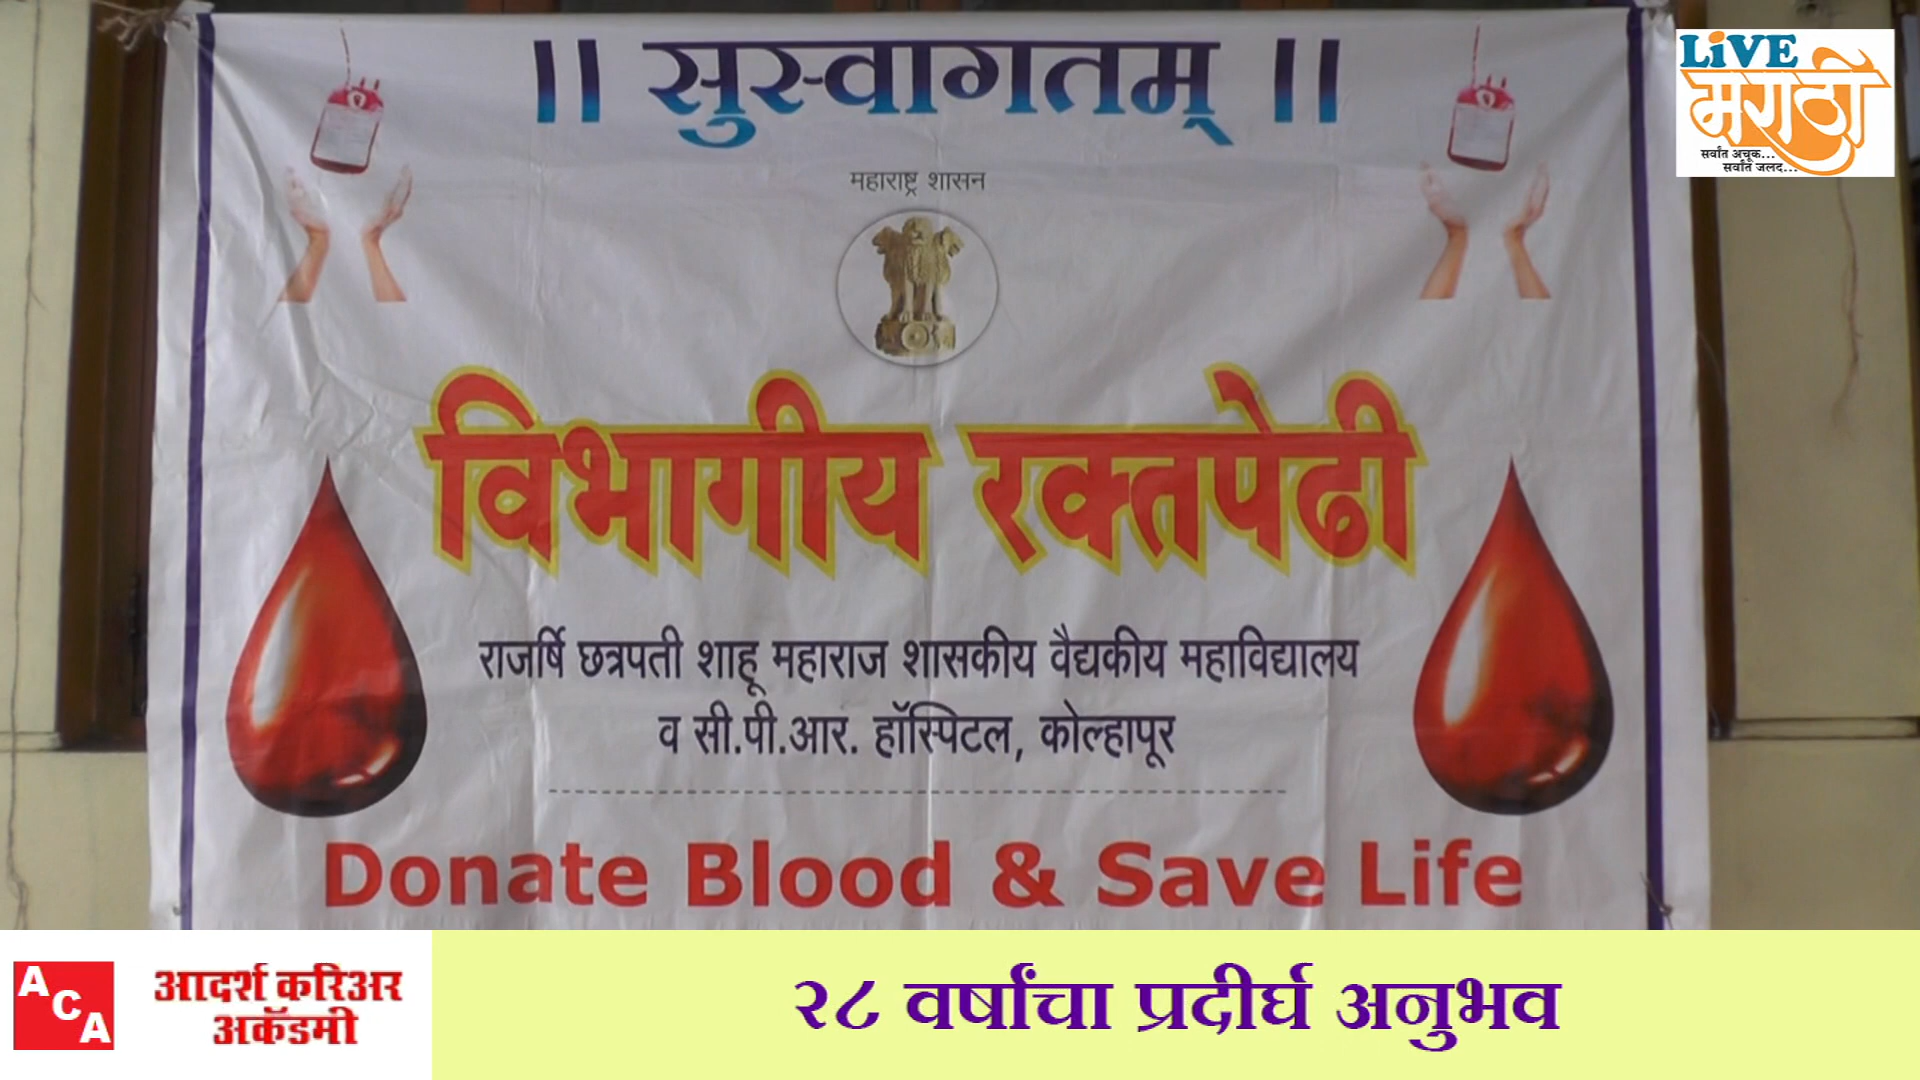 || सुस्वागतम् ||
LiVE
मराठी
सर्वांत अचूक...
सर्वांत जलद...
महाराष्ट्र शासन
विभागीय रक्तपेढी
राजर्षि छत्रपती शाहू महाराज शासकीय वैद्यकीय महाविद्यालय
व सी.पी.आर. हॉस्पिटल, कोल्हापूर
Donate Blood & Save Life
ACA
आदर्श करिअर
अकॅडमी
२८ वर्षांचा प्रदीर्घ अनुभव